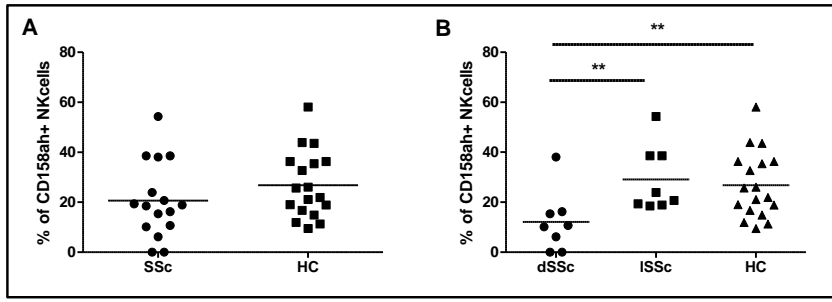 A
% of CD158ah+ NKcells
80
60
40
20
0
SSc
HC
B
% of CD158ah+ NKcells
80
60
40
20
0
**
**
dSSc
lSSc
HC